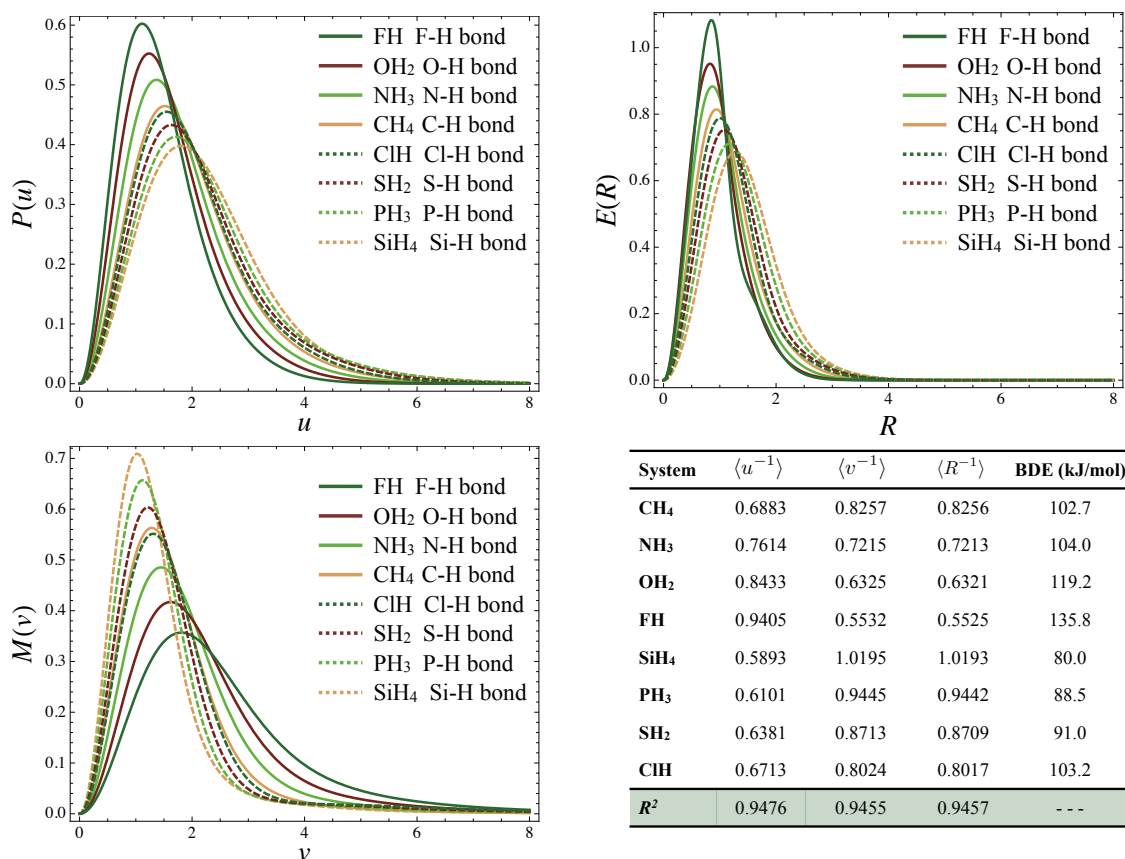 0.6
0.5
0.4
0.3
0.2
0.1
0.0
P(u)
FH F-H bond
OH₂ O-H bond
NH₃ N-H bond
CH₄ C-H bond
ClH Cl-H bond
SH₂ S-H bond
PH₃ P-H bond
SiH₄ Si-H bond
0 2 4 6 8
u
1.0
0.8
0.6
0.4
0.2
0.0
E(R)
FH F-H bond
OH₂ O-H bond
NH₃ N-H bond
CH₄ C-H bond
ClH Cl-H bond
SH₂ S-H bond
PH₃ P-H bond
SiH₄ Si-H bond
0 2 4 6 8
R
0.7
0.6
0.5
0.4
0.3
0.2
0.1
0.0
M(v)
FH F-H bond
OH₂ O-H bond
NH₃ N-H bond
CH₄ C-H bond
ClH Cl-H bond
SH₂ S-H bond
PH₃ P-H bond
SiH₄ Si-H bond
0 2 4 6 8
v
System ⟨u⁻¹⟩ ⟨v⁻¹⟩ ⟨R⁻¹⟩ BDE (kJ/mol)
CH₄ 0.6883 0.8257 0.8256 102.7
NH₃ 0.7614 0.7215 0.7213 104.0
OH₂ 0.8433 0.6325 0.6321 119.2
FH 0.9405 0.5532 0.5525 135.8
SiH₄ 0.5893 1.0195 1.0193 80.0
PH₃ 0.6101 0.9445 0.9442 88.5
SH₂ 0.6381 0.8713 0.8709 91.0
ClH 0.6713 0.8024 0.8017 103.2
R² 0.9476 0.9455 0.9457 - - -